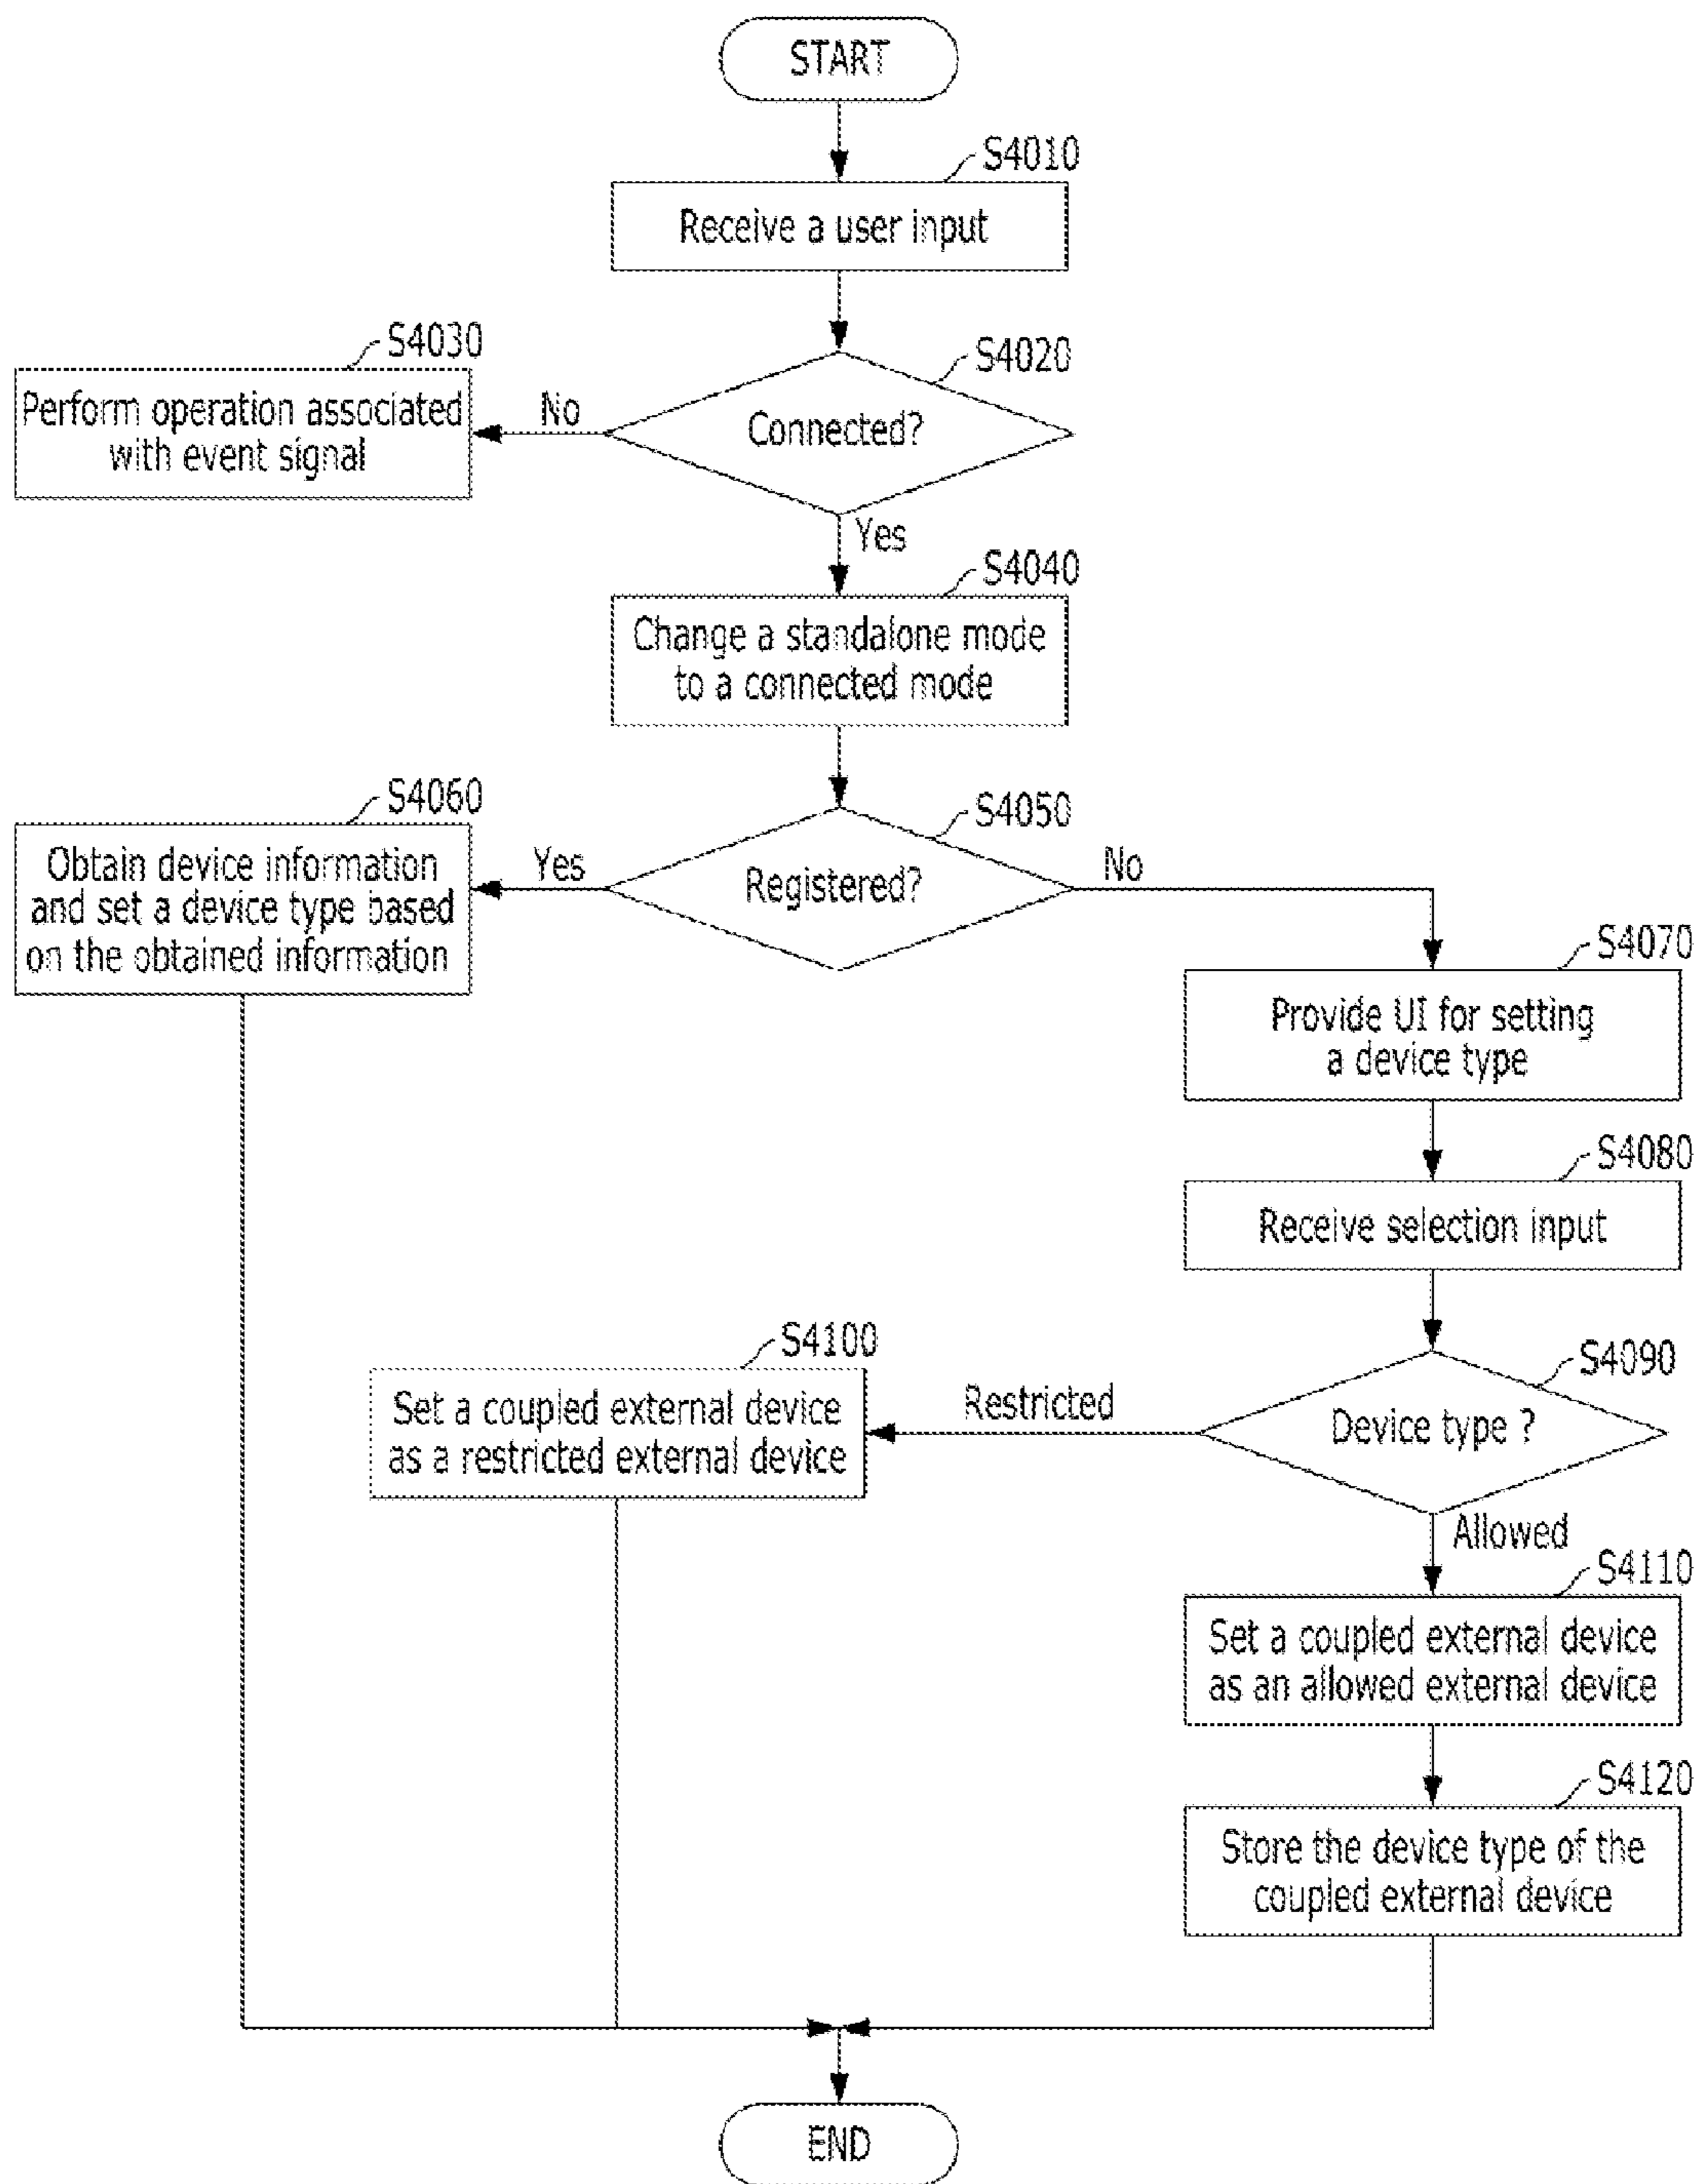 START
S4010
Receive a user input
S4020
Connected?
S4030
No
Perform operation associated
with event signal
Yes
S4040
Change a standalone mode
to a connected mode
S4050
Registered?
S4060
Yes
Obtain device information
and set a device type based
on the obtained information
No
S4070
Provide UI for setting
a device type
S4080
Receive selection input
S4090
Device type ?
S4100
Restricted
Set a coupled external device
as a restricted external device
Allowed
S4110
Set a coupled external device
as an allowed external device
S4120
Store the device type of the
coupled external device
END